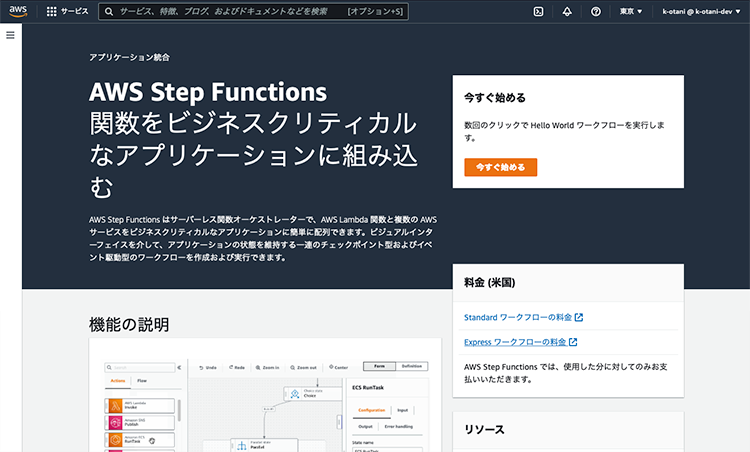 aws
サービス
サービス、特徴、ブログ、およびドキュメントなどを検索
[オプション+S]
東京 ▼
k-otani @ k-otani-dev ▼
アプリケーション統合
AWS Step Functions
関数をビジネスクリティカル
なアプリケーションに組み込
む
AWS Step Functions はサーバーレス関数オーケストレーターで、AWS Lambda 関数と複数の AWS
サービスをビジネスクリティカルなアプリケーションに簡単に配列できます。ビジュアルインタ
ーフェイスを介して、アプリケーションの状態を維持する一連のチェックポイント型およびイベ
ント駆動型のワークフローを作成および実行できます。
今すぐ始める
数回のクリックで Hello World ワークフローを実行しま
す。
今すぐ始める
料金 (米国)
Standard ワークフローの料金
Express ワークフローの料金
AWS Step Functions では、使用した分に対してのみお支
払いいただきます。
リソース
機能の説明
Search
Actions
Flow
Undo
Redo
Zoom in
Zoom out
Center
Form
Definition
AWS Lambda
Invoke
Amazon SNS
Publish
Amazon ECS
RunTask
Choice state
Parallel state
Parallel
ECS RunTask
Configuration
Input
Output
Error handling
State name
ECS RunTask